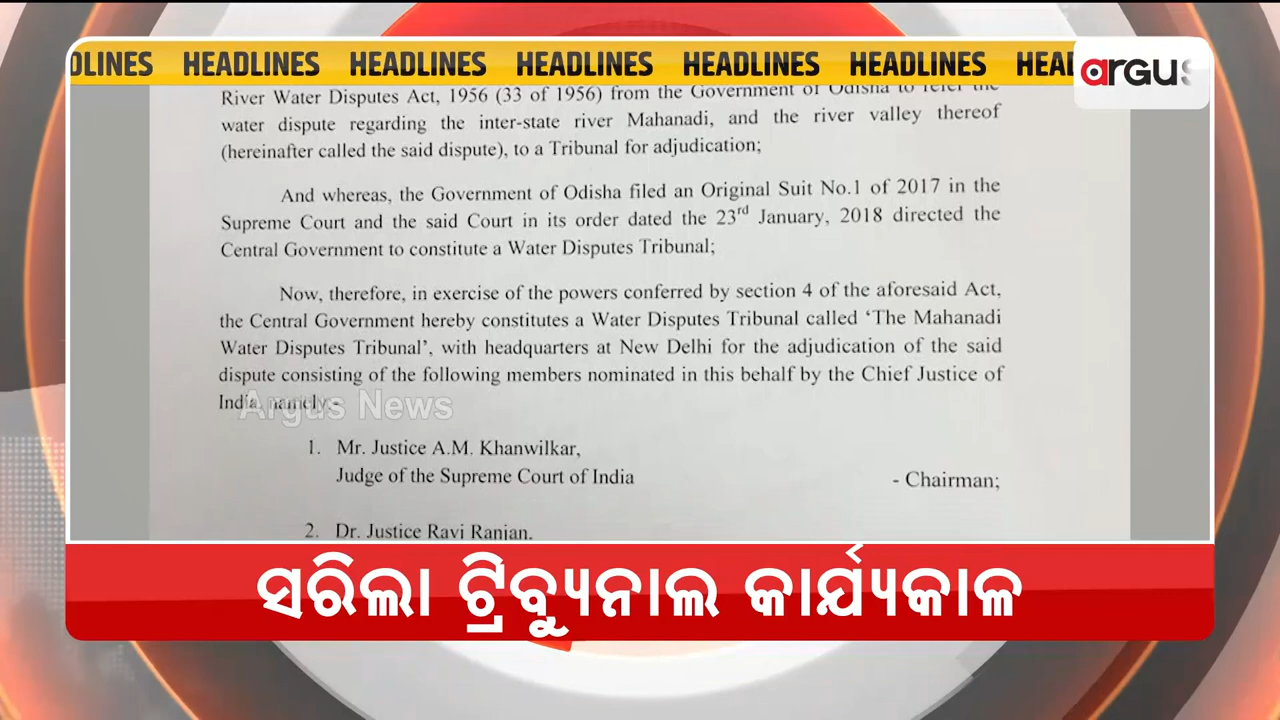 DLINES HEADLINES HEADLINES HEADLINES HEADLINES HEADLINES HEAD
argus
River Water Disputes Act, 1956 (33 of 1956) from the Government of Odisha to refer the
water dispute regarding the inter-state river Mahanadi, and the river valley thereof
(hereinafter called the said dispute), to a Tribunal for adjudication;
And whereas, the Government of Odisha filed an Original Suit No.1 of 2017 in the
Supreme Court and the said Court in its order dated the 23rd January, 2018 directed the
Central Government to constitute a Water Disputes Tribunal;
Now, therefore, in exercise of the powers conferred by section 4 of the aforesaid Act,
the Central Government hereby constitutes a Water Disputes Tribunal called ‘The Mahanadi
Water Disputes Tribunal’, with headquarters at New Delhi for the adjudication of the said
dispute consisting of the following members nominated in this behalf by the Chief Justice of
India, namely:-
Argus News
1. Mr. Justice A.M. Khanwilkar,
Judge of the Supreme Court of India - Chairman;
2. Dr. Justice Ravi Ranjan,
ସରିଲା ଟ୍ରିବ୍ୟୁନାଲ କାର୍ଯ୍ୟକାଳ